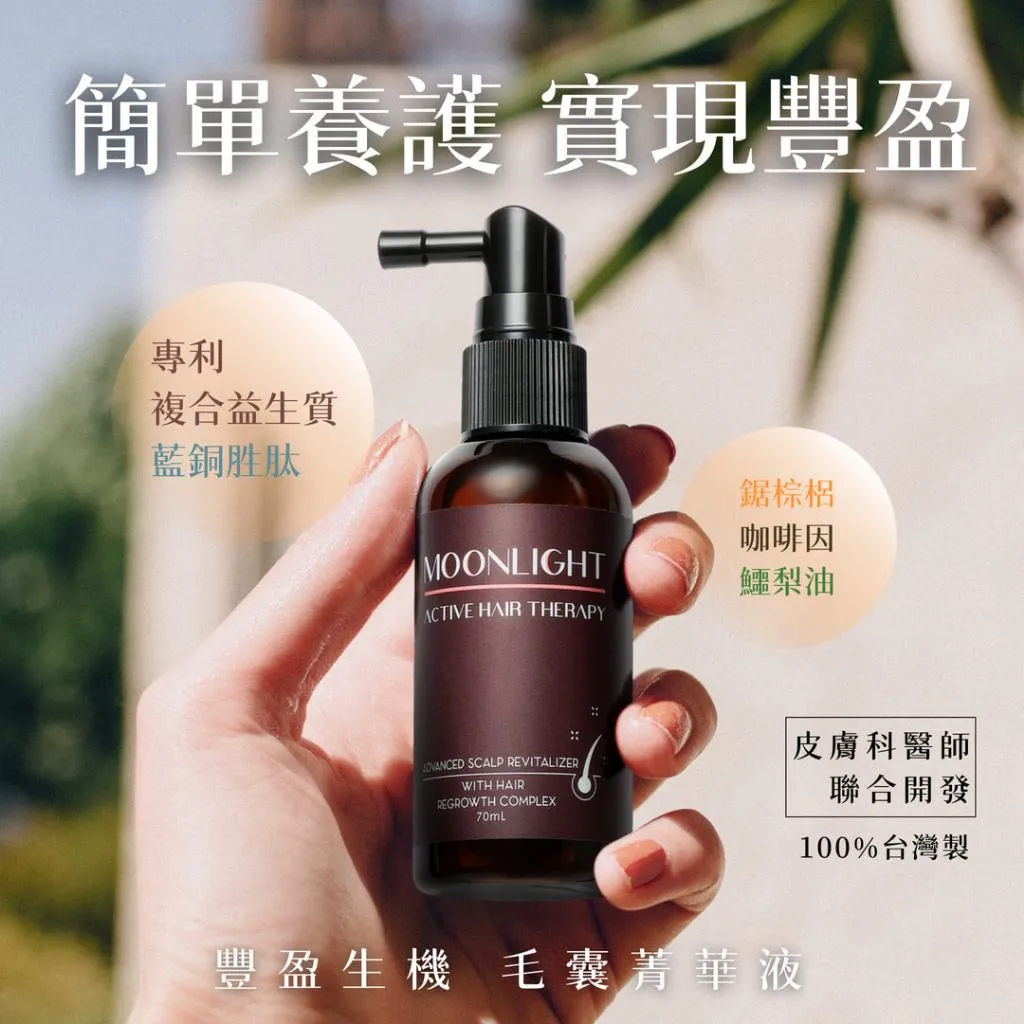 簡單養護 實現豐盈
專利
複合益生質
藍銅胜肽
鋸棕梠
咖啡因
鱷梨油
MOONLIGHT
ACTIVE HAIR THERAPY
ADVANCED SCALP REVITALIZER
WITH HAIR
REGROWTH COMPLEX
70mL
皮膚科醫師
聯合開發
100%台灣製
豐盈生機 毛囊菁華液